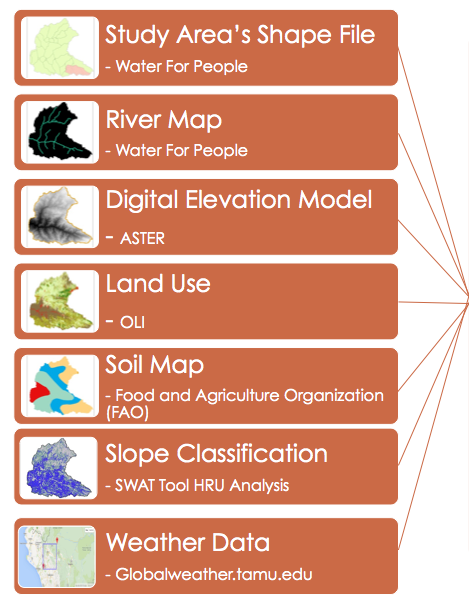 Study Area's Shape File
- Water For People
River Map
- Water For People
Digital Elevation Model
- ASTER
Land Use
- OLI
Soil Map
- Food and Agriculture Organization
(FAO)
Slope Classification
- SWAT Tool HRU Analysis
Weather Data
- Globalweather.tamu.edu